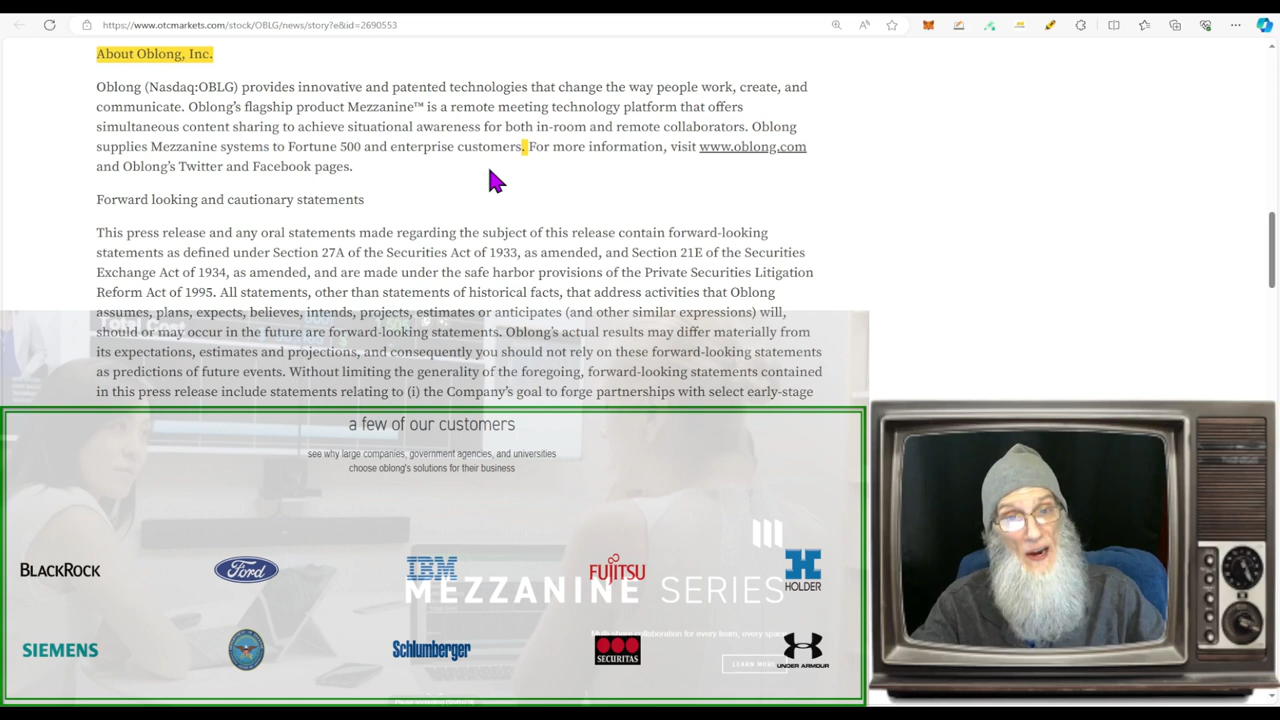 https://www.otcmarkets.com/stock/OBLG/news/story?e&id=2690553
About Oblong, Inc.
Oblong (Nasdaq:OBLG) provides innovative and patented technologies that change the way people work, create, and
communicate. Oblong's flagship product Mezzanine™ is a remote meeting technology platform that offers
simultaneous content sharing to achieve situational awareness for both in-room and remote collaborators. Oblong
supplies Mezzanine systems to Fortune 500 and enterprise customers. For more information, visit www.oblong.com
and Oblong's Twitter and Facebook pages.
Forward looking and cautionary statements
This press release and any oral statements made regarding the subject of this release contain forward-looking
statements as defined under Section 27A of the Securities Act of 1933, as amended, and Section 21E of the Securities
Exchange Act of 1934, as amended, and are made under the safe harbor provisions of the Private Securities Litigation
Reform Act of 1995. All statements, other than statements of historical facts, that address activities that Oblong
assumes, plans, expects, believes, intends, projects, estimates or anticipates (and other similar expressions) will,
should or may occur in the future are forward-looking statements. Oblong's actual results may differ materially from
its expectations, estimates and projections, and consequently you should not rely on these forward-looking statements
as predictions of future events. Without limiting the generality of the foregoing, forward-looking statements contained
in this press release include statements relating to (i) the Company's goal to forge partnerships with select early-stage
Total Cost
a few of our customers
see why large companies, government agencies, and universities
choose oblong's solutions for their business
BLACKROCK
Ford
IBM
FUJITSU
HOLDER
MEZZANINE SERIES
collaboration for every team, every space
SIEMENS
Schlumberger
SECURITAS
LEARN MORE
UNDER ARMOUR